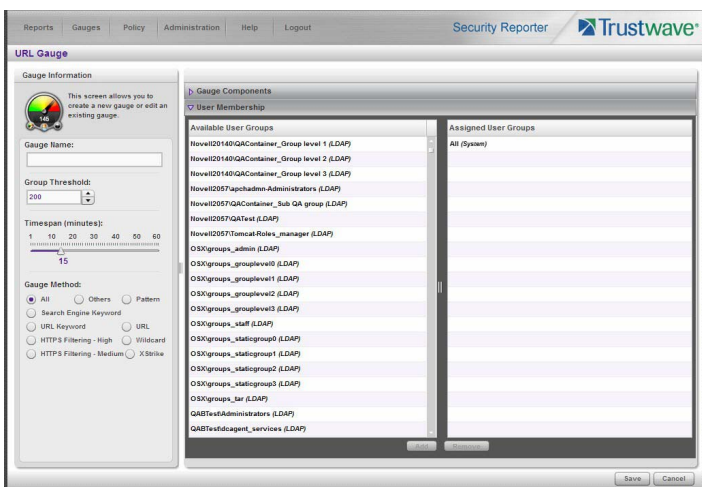 Reports Gauges Policy Administration Help Logout Security Reporter Trustwave®
URL Gauge
Gauge Information
This screen allows you to
create a new gauge or edit an
existing gauge.
146
Gauge Name:
Group Threshold:
200
Timespan (minutes):
1 10 20 30 40 50 60
15
Gauge Method:
All Others Pattern
Search Engine Keyword
URL Keyword URL
HTTPS Filtering - High Wildcard
HTTPS Filtering - Medium XStrike
Gauge Components
User Membership
Available User Groups
Novell20140\QAContainer_Group level 1 (LDAP)
Novell20140\QAContainer_Group level 2 (LDAP)
Novell20140\QAContainer_Group level 3 (LDAP)
Novell2057\apchadmn-Administrators (LDAP)
Novell2057\QAContainer_Sub QA group (LDAP)
Novell2057\QATest (LDAP)
Novell2057\Tomcat-Roles_manager (LDAP)
OSX\groups_admin (LDAP)
OSX\groups_grouplevel0 (LDAP)
OSX\groups_grouplevel1 (LDAP)
OSX\groups_grouplevel2 (LDAP)
OSX\groups_grouplevel3 (LDAP)
OSX\groups_staff (LDAP)
OSX\groups_staticgroup0 (LDAP)
OSX\groups_staticgroup1 (LDAP)
OSX\groups_staticgroup2 (LDAP)
OSX\groups_staticgroup3 (LDAP)
OSX\groups_tar (LDAP)
QABTest\Administrators (LDAP)
QABTest\dcagent_services (LDAP)
Assigned User Groups
All (System)
Add Remove
Save Cancel